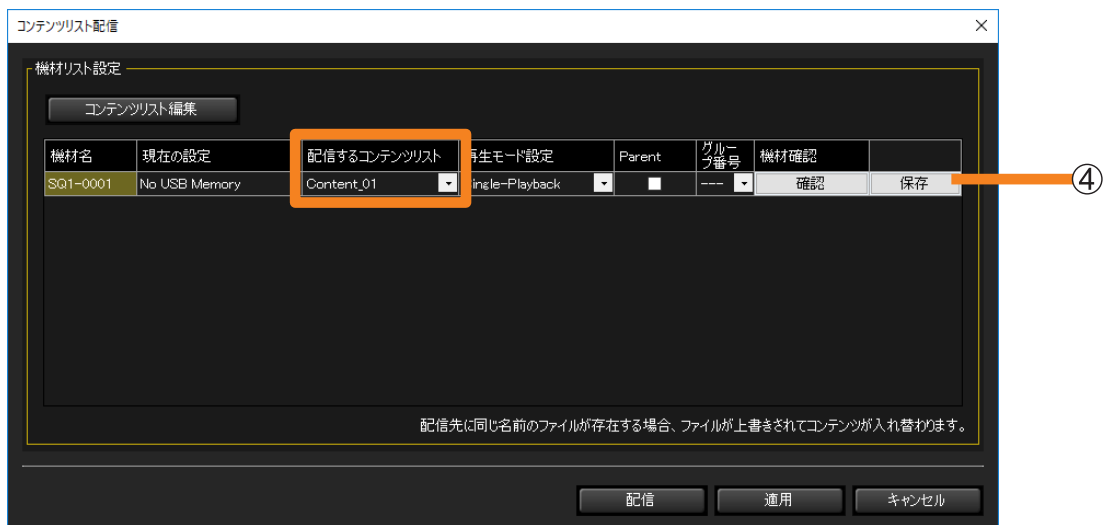 コンテンツリスト配信
機材リスト設定
コンテンツリスト編集
機材名 現在の設定 配信するコンテンツリスト 再生モード設定 Parent グループ番号 機材確認
SQ1-0001 No USB Memory Content_01 Single-Playback --- 確認 保存 ④
配信先に同じ名前のファイルが存在する場合、ファイルが上書きされてコンテンツが入れ替わります。
配信 適用 キャンセル